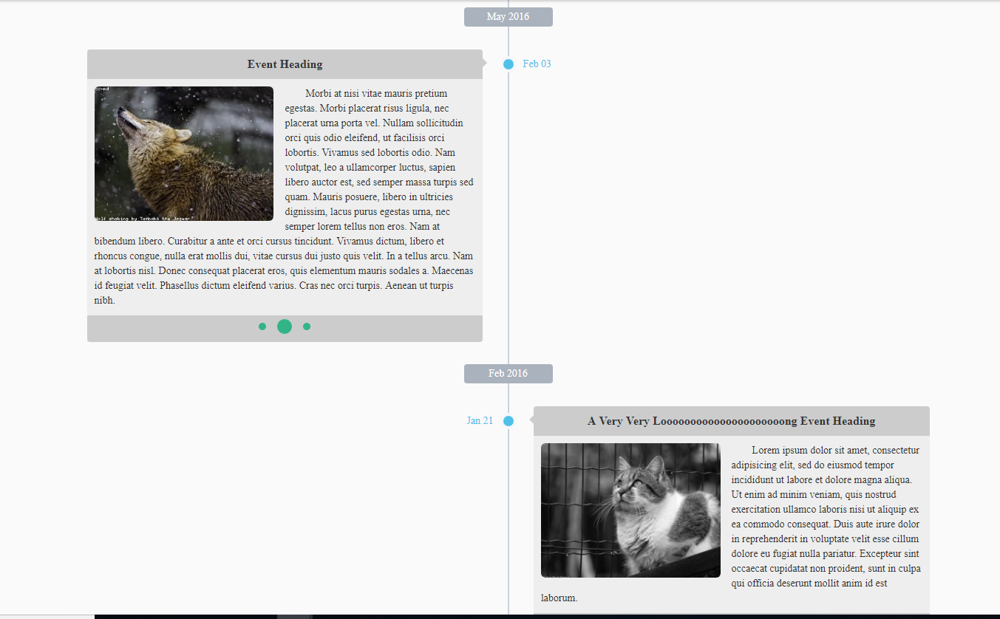 May 2016
Event Heading
Feb 03
cc-nd
Morbi at nisi vitae mauris pretium
egestas. Morbi placerat risus ligula, nec
placerat urna porta vel. Nullam sollicitudin
orci quis odio eleifend, ut facilisis orci
lobortis. Vivamus sed lobortis odio. Nam
volutpat, leo a ullamcorper luctus, sapien
libero auctor est, sed semper massa turpis sed
quam. Mauris posuere, libero in ultricies
dignissim, lacus purus egestas urna, nec
semper lorem tellus non eros. Nam at
Wolf shaking by Tambako the Jaguar
bibendum libero. Curabitur a ante et orci cursus tincidunt. Vivamus dictum, libero et
rhoncus congue, nulla erat mollis dui, vitae cursus dui justo quis velit. In a tellus arcu. Nam
at lobortis nisl. Donec consequat placerat eros, quis elementum mauris sodales a. Maecenas
id feugiat velit. Phasellus dictum eleifend varius. Cras nec orci turpis. Aenean ut turpis
nibh.
Feb 2016
Jan 21
A Very Very Loooooooooooooooooooooong Event Heading
Lorem ipsum dolor sit amet, consectetur
adipisicing elit, sed do eiusmod tempor
incididunt ut labore et dolore magna aliqua.
Ut enim ad minim veniam, quis nostrud
exercitation ullamco laboris nisi ut aliquip ex
ea commodo consequat. Duis aute irure dolor
in reprehenderit in voluptate velit esse cillum
dolore eu fugiat nulla pariatur. Excepteur sint
occaecat cupidatat non proident, sunt in culpa
qui officia deserunt mollit anim id est
laborum.